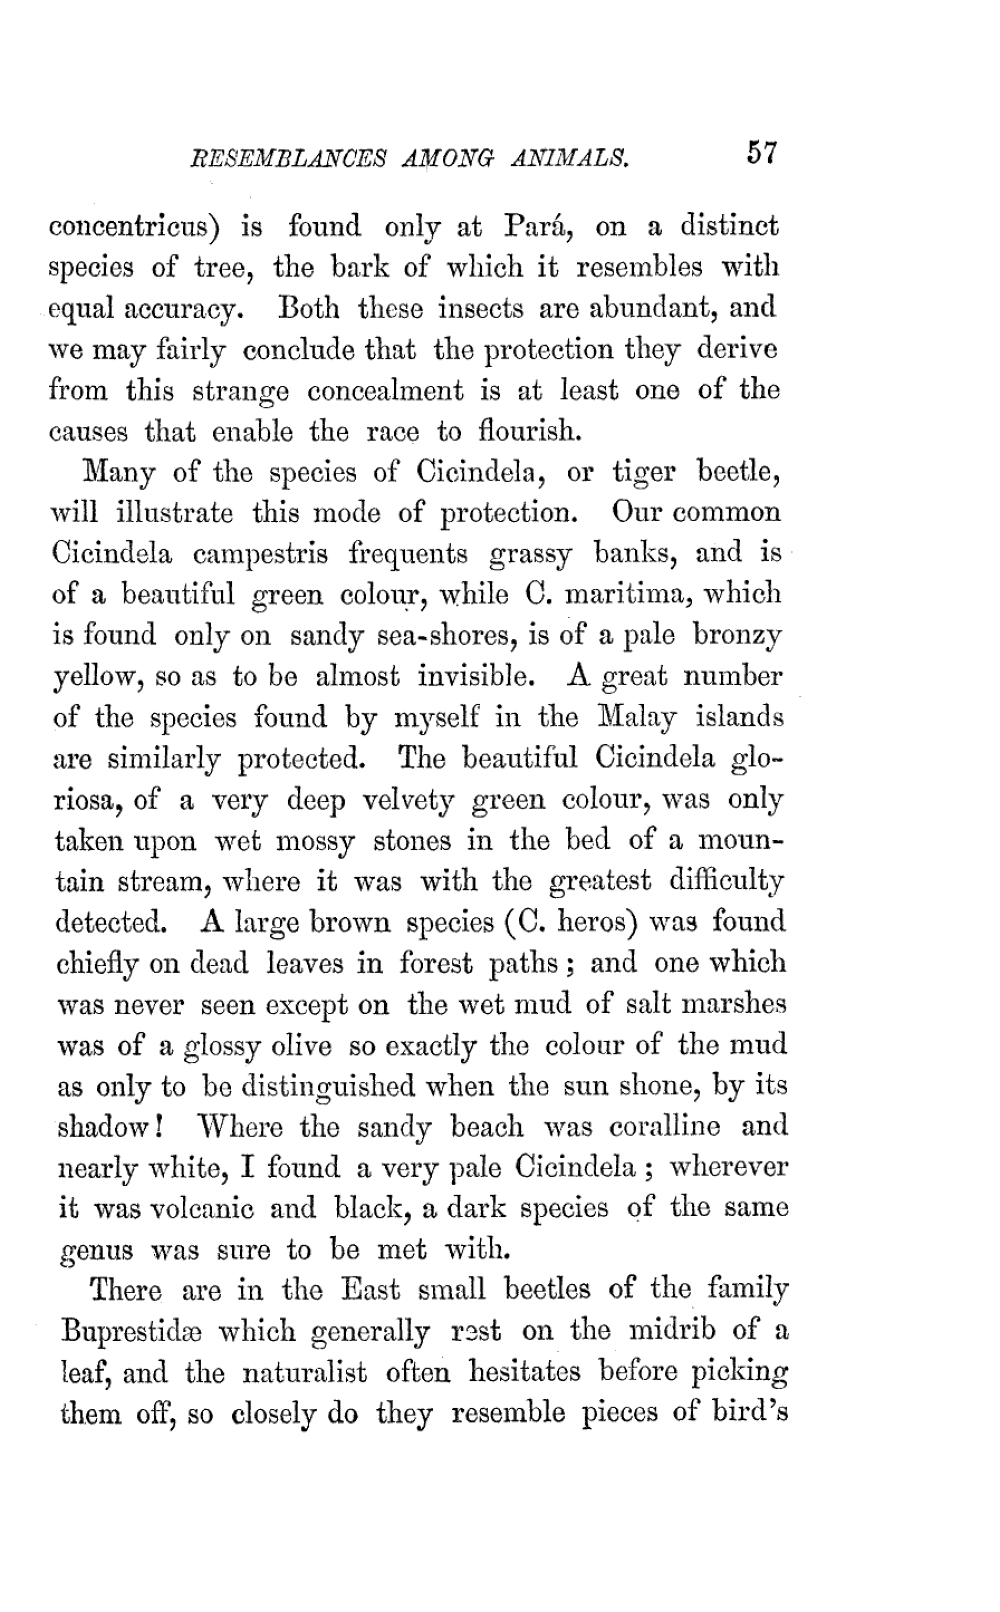 RESEMBLANCES AMONG ANIMALS. 57
concentricus) is found only at Pará, on a distinct
species of tree, the bark of which it resembles with
equal accuracy. Both these insects are abundant, and
we may fairly conclude that the protection they derive
from this strange concealment is at least one of the
causes that enable the race to flourish.
Many of the species of Cicindela, or tiger beetle,
will illustrate this mode of protection. Our common
Cicindela campestris frequents grassy banks, and is
of a beautiful green colour, while C. maritima, which
is found only on sandy sea-shores, is of a pale bronzy
yellow, so as to be almost invisible. A great number
of the species found by myself in the Malay islands
are similarly protected. The beautiful Cicindela glo-
riosa, of a very deep velvety green colour, was only
taken upon wet mossy stones in the bed of a moun-
tain stream, where it was with the greatest difficulty
detected. A large brown species (C. heros) was found
chiefly on dead leaves in forest paths; and one which
was never seen except on the wet mud of salt marshes
was of a glossy olive so exactly the colour of the mud
as only to be distinguished when the sun shone, by its
shadow! Where the sandy beach was coralline and
nearly white, I found a very pale Cicindela; wherever
it was volcanic and black, a dark species of the same
genus was sure to be met with.
There are in the East small beetles of the family
Buprestidæ which generally rest on the midrib of a
leaf, and the naturalist often hesitates before picking
them off, so closely do they resemble pieces of bird's